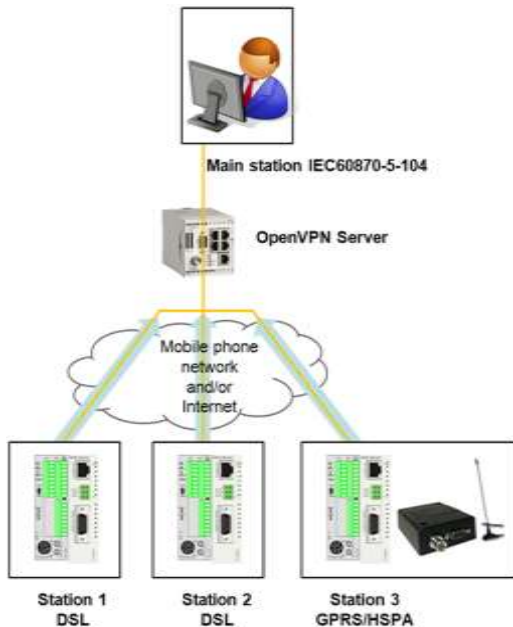 Main station IEC60870-5-104
OpenVPN Server
Mobile phone
network
and/or
Internet
Station 1
DSL
Station 2
DSL
Station 3
GPRS/HSPA